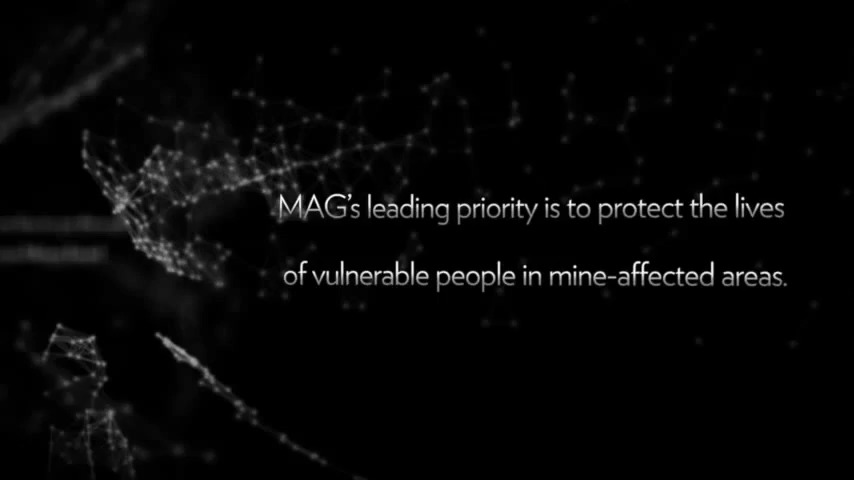 MAG's leading priority is to protect the lives
of vulnerable people in mine-affected areas.